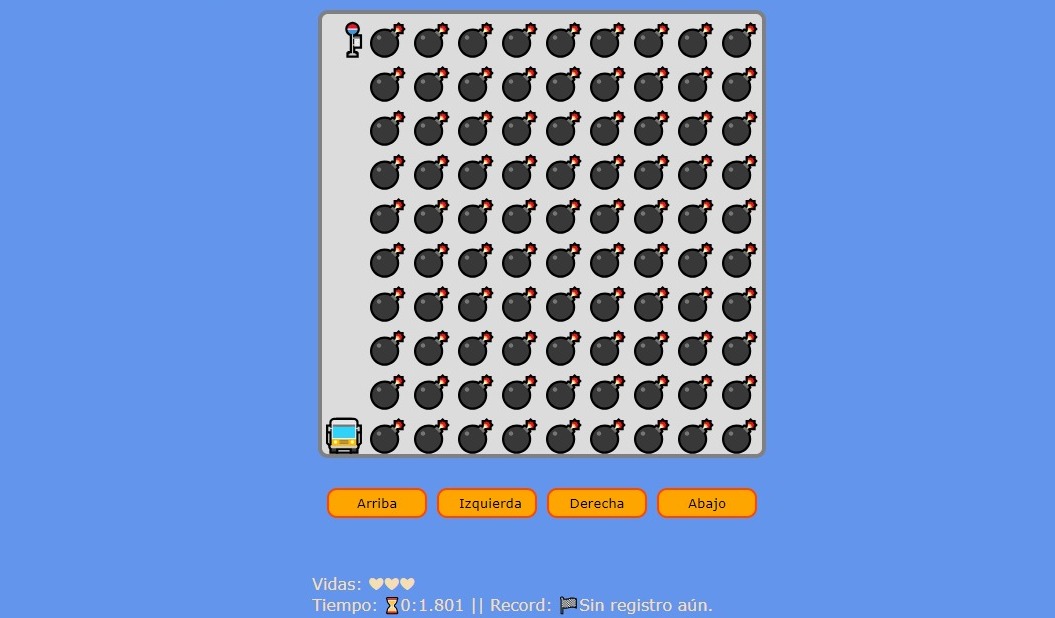 Arriba Izquierda Derecha Abajo
Vidas:
Tiempo: 0:1.801 || Record: Sin registro aún.